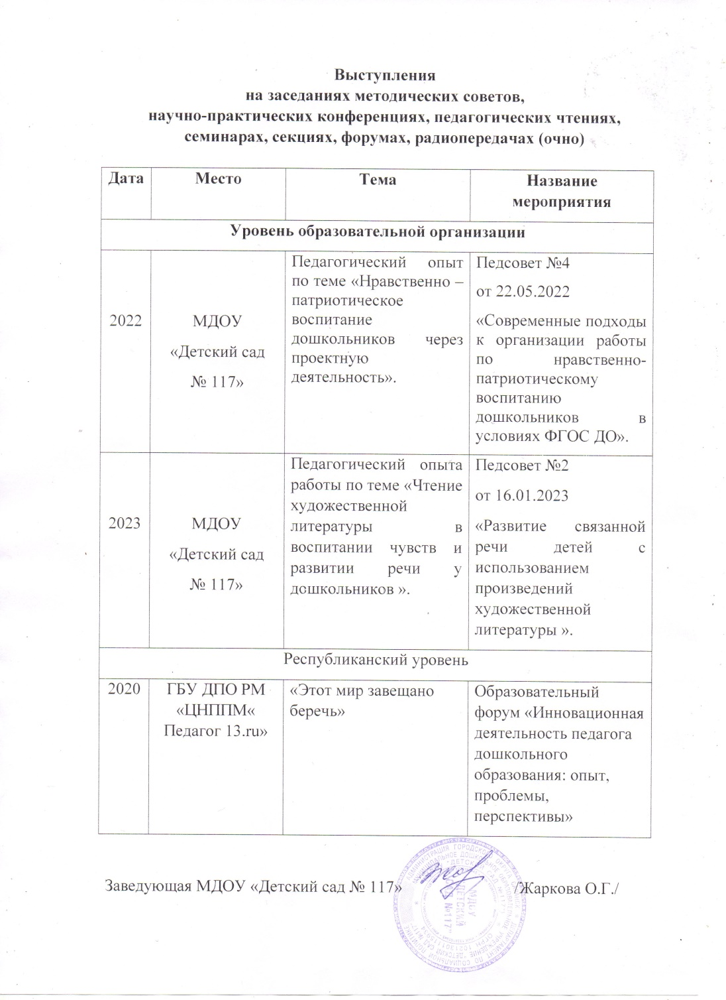 Выступления
на заседаниях методических советов,
научно-практических конференциях, педагогических чтениях,
семинарах, секциях, форумах, радиопередачах (очно)
Дата Место Тема Название
мероприятия
Уровень образовательной организации
2022
МДОУ
«Детский сад
№ 117»
Педагогический опыт
по теме «Нравственно –
патриотическое
воспитание
дошкольников через
проектную
деятельность».
Педсовет №4
от 22.05.2022
«Современные подходы
к организации работы
по нравственно-
патриотическому
воспитанию
дошкольников в
условиях ФГОС ДО».
2023
МДОУ
«Детский сад
№ 117»
Педагогический опыта
работы по теме «Чтение
художественной
литературы в
воспитании чувств и
развитии речи у
дошкольников ».
Педсовет №2
от 16.01.2023
«Развитие связанной
речи детей с
использованием
произведений
художественной
литературы ».
Республиканский уровень
2020
ГБУ ДПО РМ
«ЦНППМ«
Педагог 13.ru»
«Этот мир завещано
беречь»
Образовательный
форум «Инновационная
деятельность педагога
дошкольного
образования: опыт,
проблемы,
перспективы»
Заведующая МДОУ «Детский сад № 117» /Жаркова О.Г./
МДОУ
ДЕТСКИЙ
САД №117"